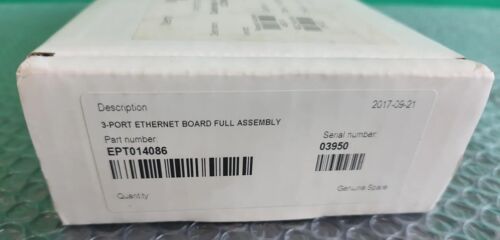 Description 2017-09-21
3-PORT ETHERNET BOARD FULL ASSEMBLY
Part number: Serial number:
EPT014086 03950
Quantity Genuine Spare